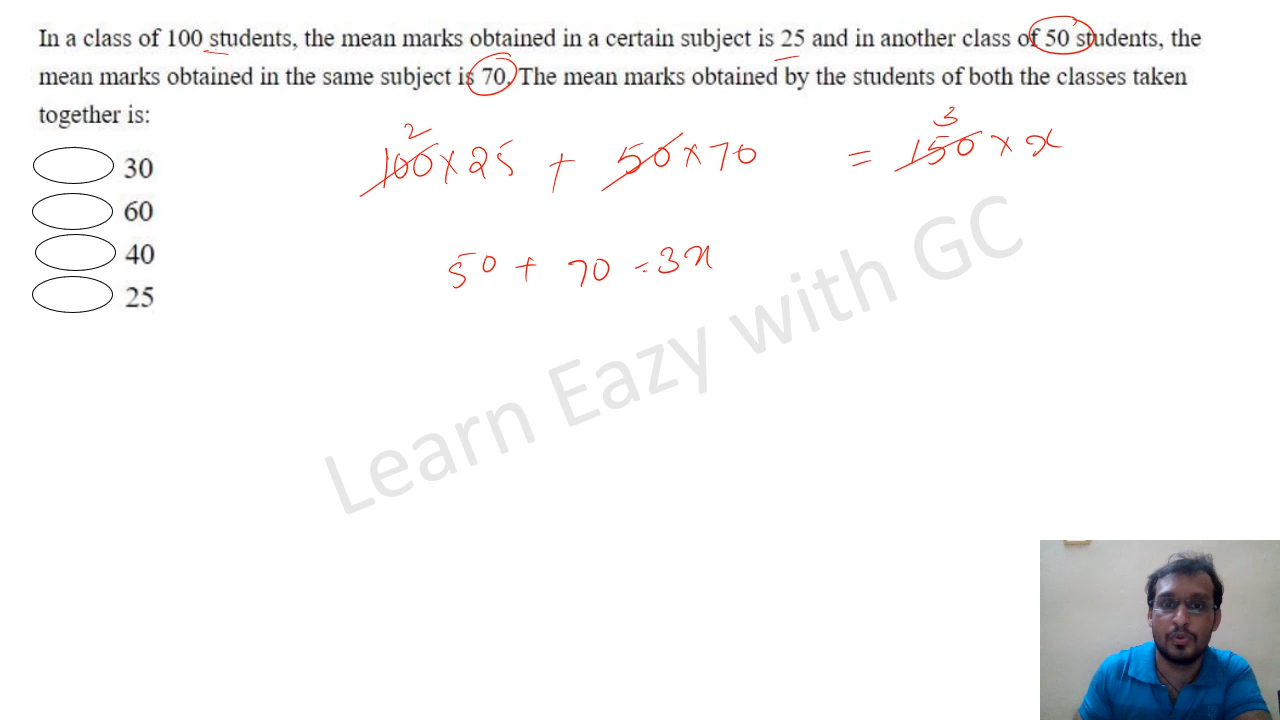 In a class of 100 students, the mean marks obtained in a certain subject is 25 and in another class of 50 students, the
mean marks obtained in the same subject is 70. The mean marks obtained by the students of both the classes taken
together is:
30
60
40
25
2 3
100 × 25 + 50 × 70 = 150 × x
50 + 70 = 3x
Learn Eazy with GC